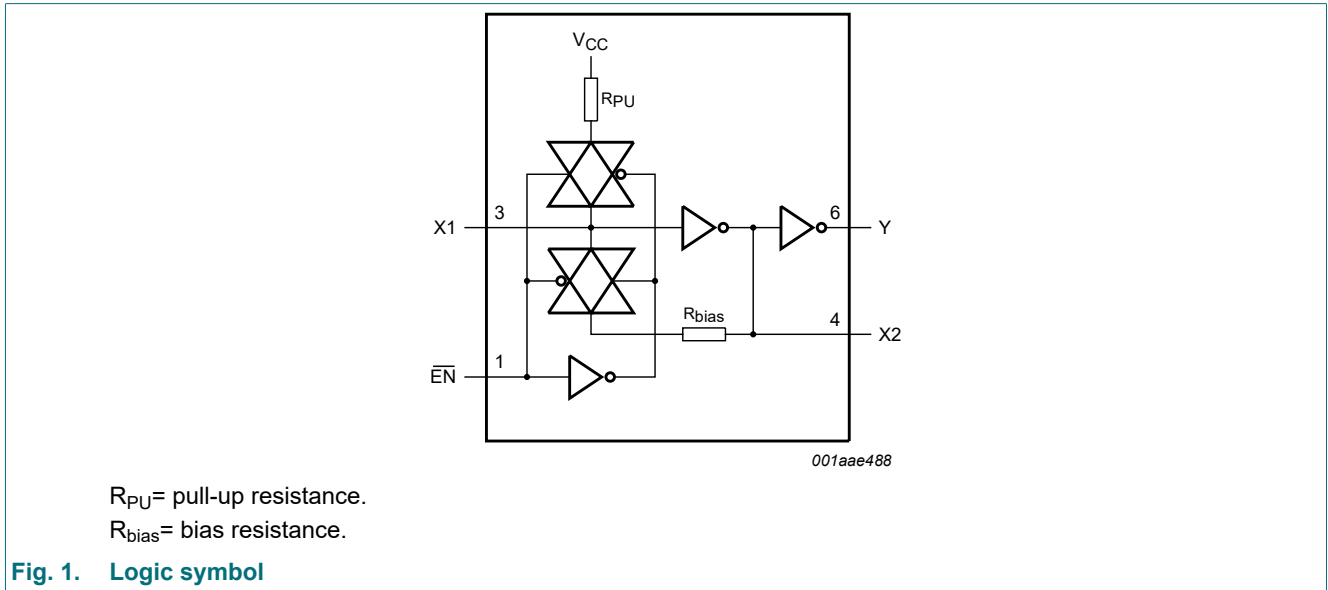 VCC
RPU
X1
3
6
Y
Rbias
4
X2
EN
1
001aae488
RPU= pull-up resistance.
Rbias= bias resistance.
Fig. 1. Logic symbol